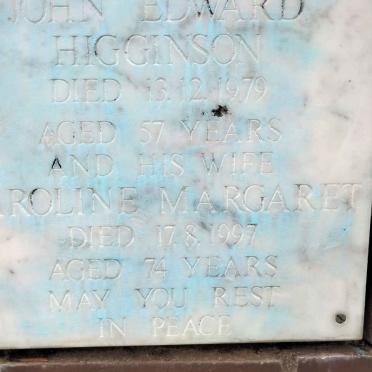 JOHN EDWARD
HIGGINSON
DIED 13.12.1979
AGED 57 YEARS
AND HIS WIFE
AROLINE MARGARET
DIED 17.8.1997
AGED 74 YEARS
MAY YOU REST
IN PEACE